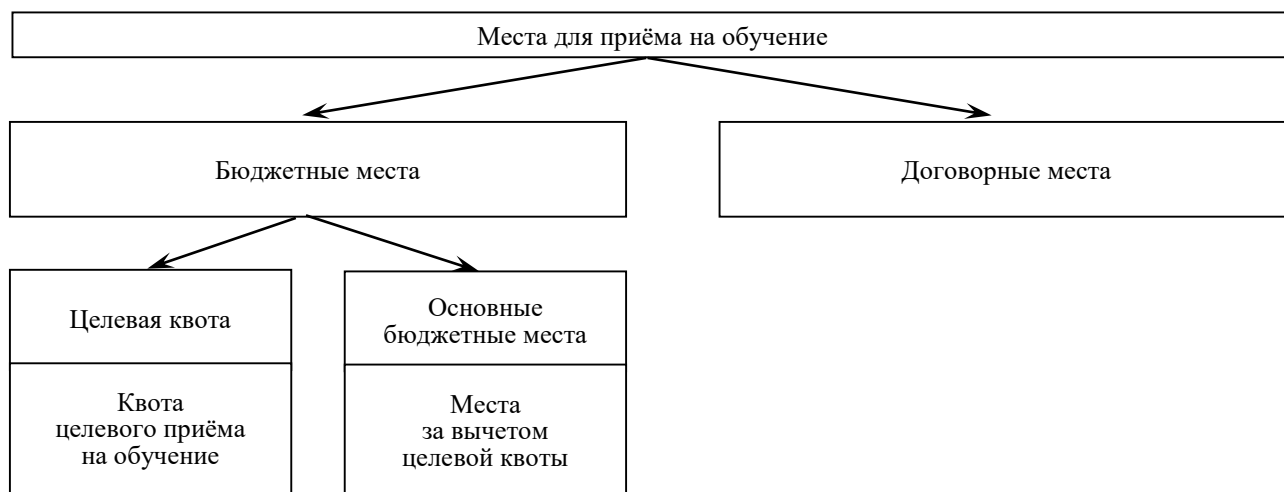 Места для приёма на обучение
Бюджетные места
Договорные места
Целевая квота
Основные
бюджетные места
Квота
целевого приёма
на обучение
Места
за вычетом
целевой квоты